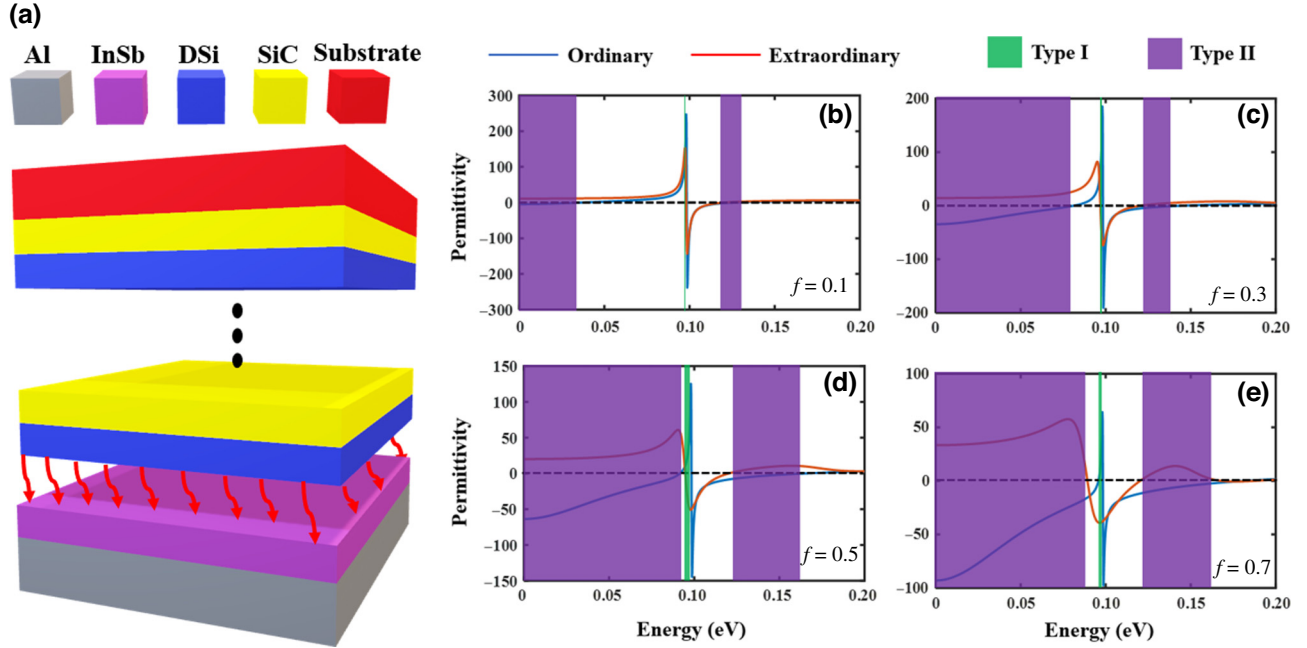 (a)
Al InSb DSi SiC Substrate
Ordinary Extraordinary Type I Type II
(b)
300
200
100
0
−100
−200
−300
Permittivity
f = 0.1
0 0.05 0.10 0.15 0.20
(c)
200
100
0
−100
−200
f = 0.3
0 0.05 0.10 0.15 0.20
(d)
150
100
50
0
−50
−100
−150
Permittivity
f = 0.5
0 0.05 0.10 0.15 0.20
Energy (eV)
(e)
100
50
0
−50
−100
f = 0.7
0 0.05 0.10 0.15 0.20
Energy (eV)